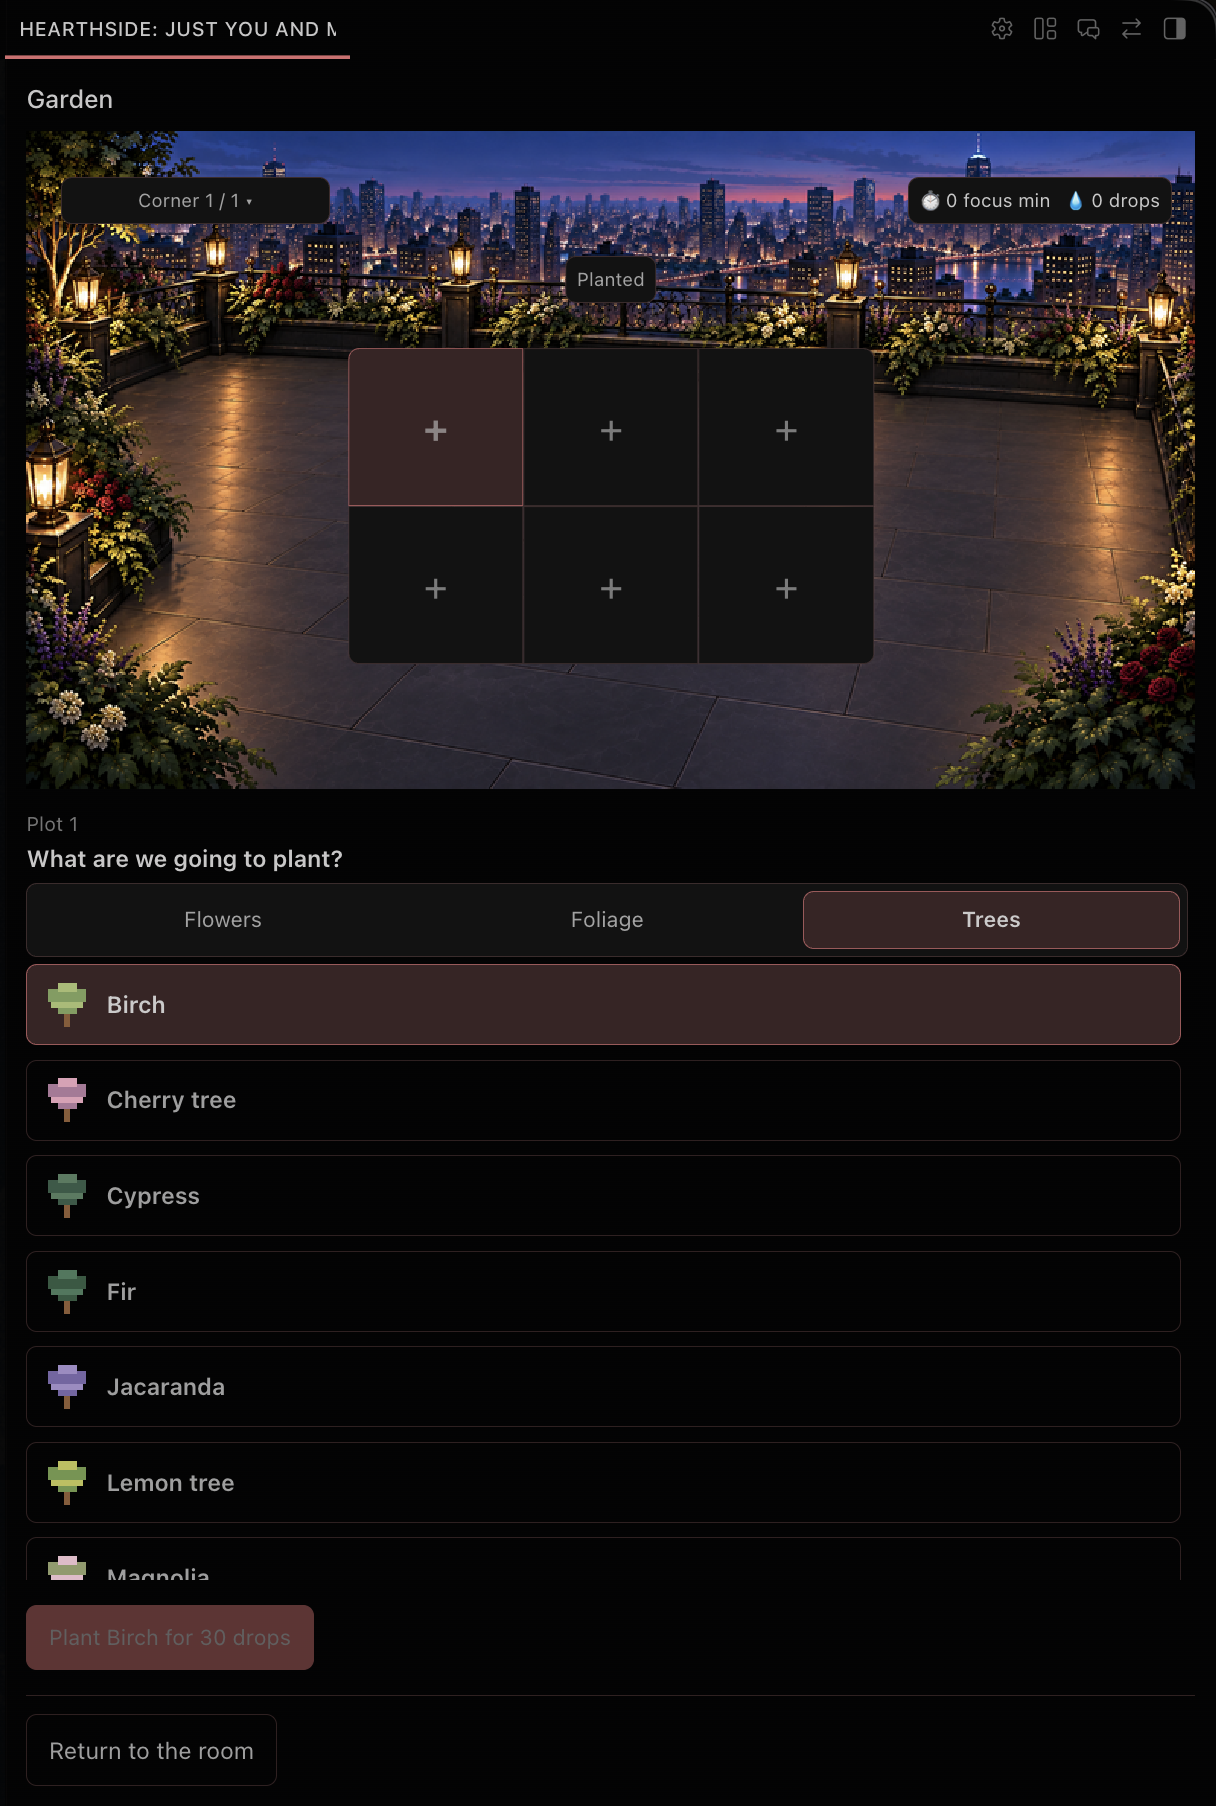 HEARTHSIDE: JUST YOU AND
Garden
Corner 1 / 1 ▾
0 focus min 0 drops
Planted
+ + +
+ + +
Plot 1
What are we going to plant?
Flowers Foliage Trees
Birch
Cherry tree
Cypress
Fir
Jacaranda
Lemon tree
Magnolia
Plant Birch for 30 drops
Return to the room